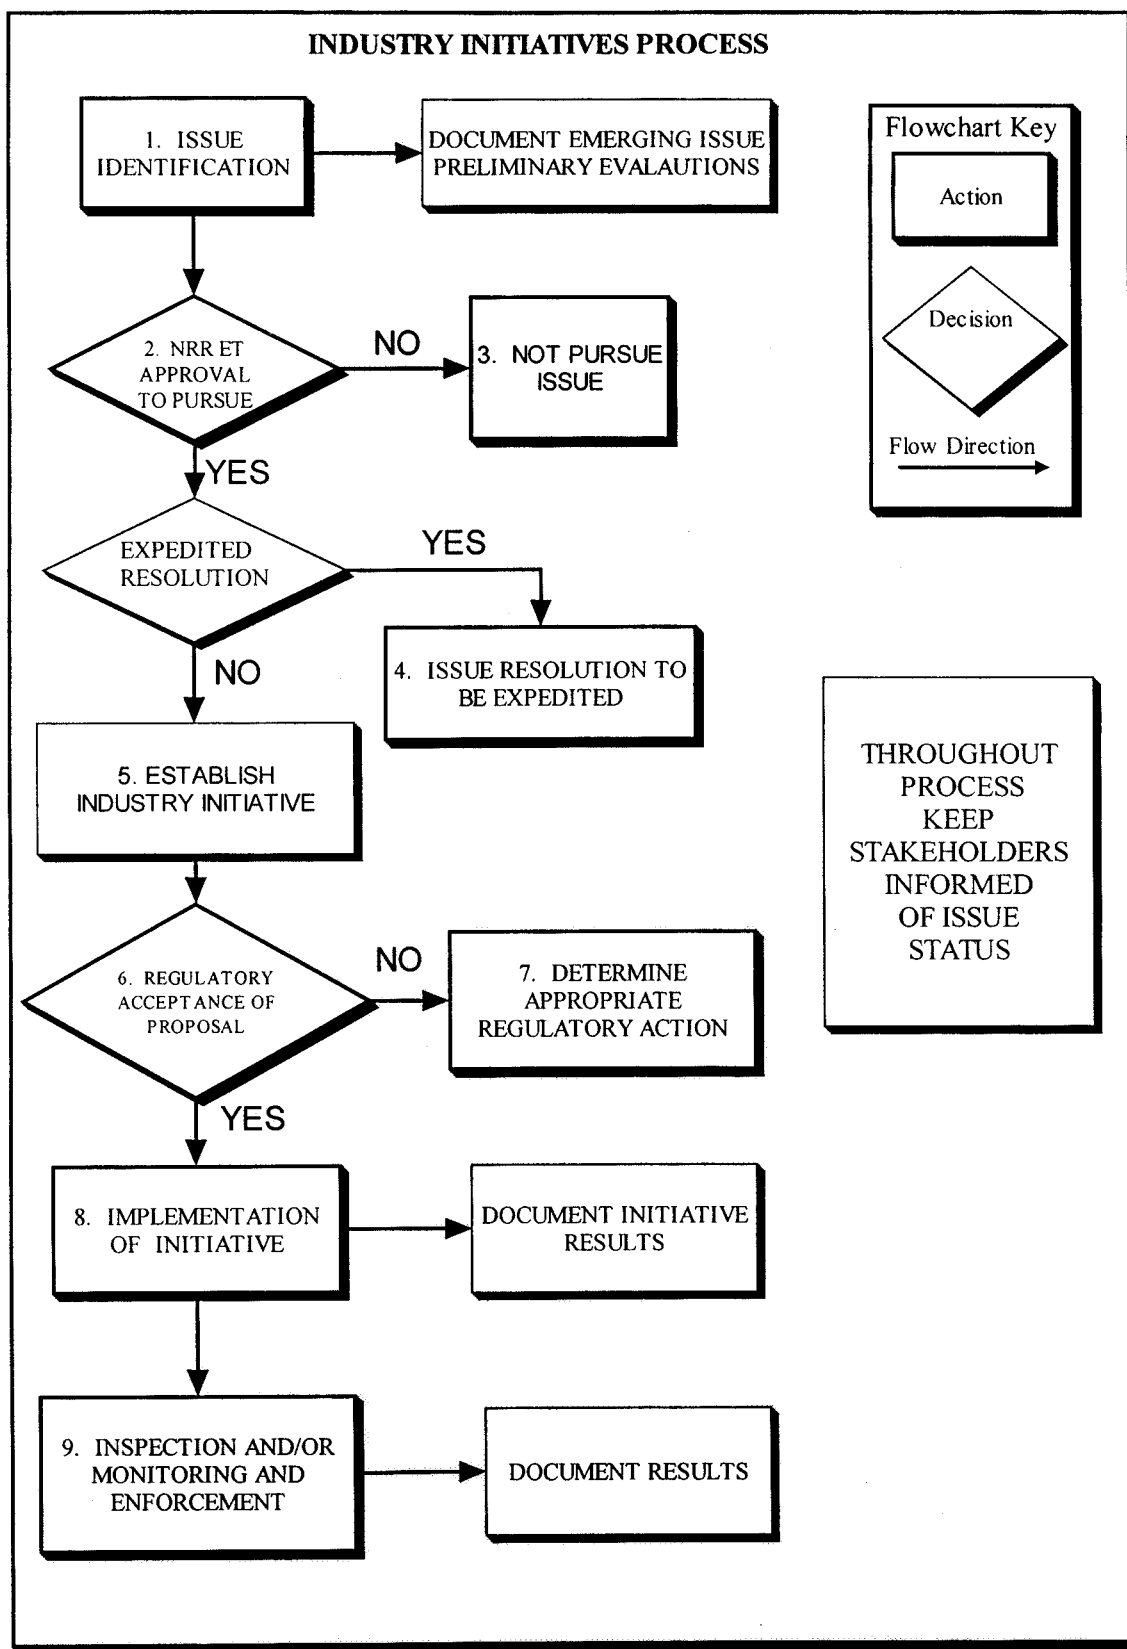 INDUSTRY INITIATIVES PROCESS
1. ISSUE
IDENTIFICATION
DOCUMENT EMERGING ISSUE
PRELIMINARY EVALAUTIONS
Flowchart Key
Action
Decision
Flow Direction
2. NRR ET
APPROVAL
TO PURSUE
NO
3. NOT PURSUE
ISSUE
YES
EXPEDITED
RESOLUTION
YES
4. ISSUE RESOLUTION TO
BE EXPEDITED
NO
5. ESTABLISH
INDUSTRY INITIATIVE
THROUGHOUT
PROCESS
KEEP
STAKEHOLDERS
INFORMED
OF ISSUE
STATUS
6. REGULATORY
ACCEPTANCE OF
PROPOSAL
NO
7. DETERMINE
APPROPRIATE
REGULATORY ACTION
YES
8. IMPLEMENTATION
OF INITIATIVE
DOCUMENT INITIATIVE
RESULTS
9. INSPECTION AND/OR
MONITORING AND
ENFORCEMENT
DOCUMENT RESULTS